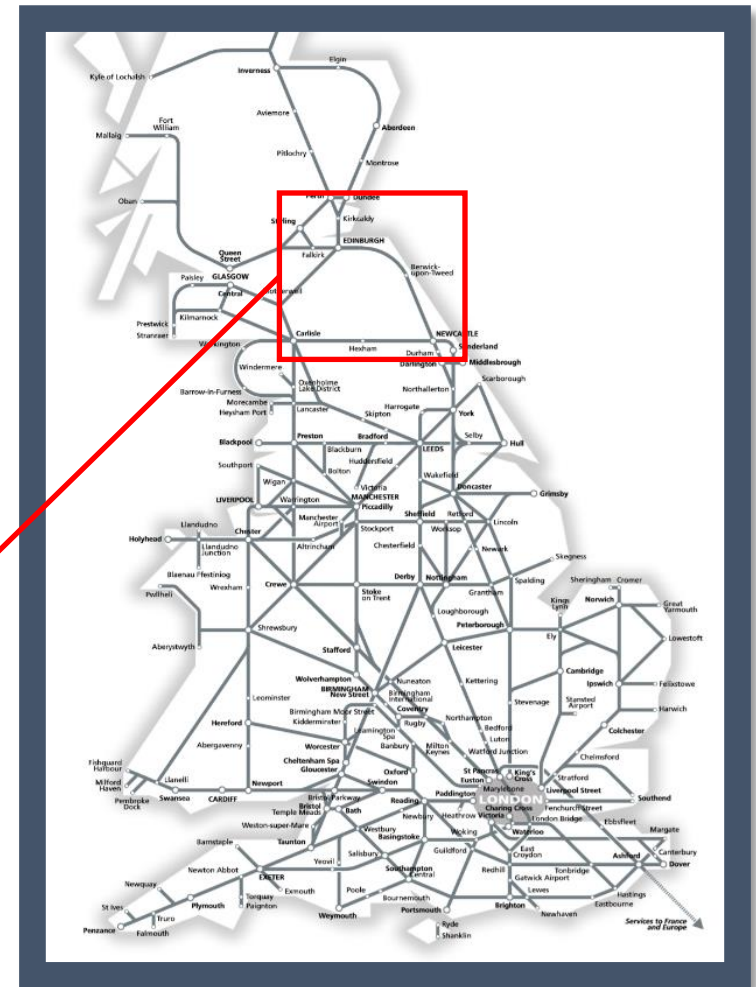 Elgin
Inverness
Kyle of Lochalsh
Aviemore
Fort
William
Aberdeen
Mallaig
Pitlochry
Montrose
Perth
Dundee
Oban
Kirkcaldy
Stirling
EDINBURGH
Falkirk
Queen
Street
Berwick-
upon-Tweed
Paisley
GLASGOW
Central
Motherwell
Kilmarnock
Prestwick
Stranraer
Carlisle
NEWCASTLE
Sunderland
Workington
Hexham
Durham
Darlington
Middlesbrough
Windermere
Scarborough
Oxenholme
Lake District
Northallerton
Barrow-in-Furness
Morecambe
Heysham Port
Lancaster
Harrogate
York
Skipton
Preston
Bradford
Selby
Blackpool
LEEDS
Hull
Blackburn
Huddersfield
Southport
Bolton
Wakefield
Wigan
Victoria
Doncaster
Grimsby
LIVERPOOL
Warrington
MANCHESTER
Piccadilly
Manchester
Airport
Sheffield
Retford
Lincoln
Llandudno
Stockport
Worksop
Holyhead
Chester
Llandudno
Junction
Altrincham
Chesterfield
Newark
Skegness
Blaenau Ffestiniog
Wrexham
Crewe
Derby
Nottingham
Spalding
Sheringham
Cromer
Pwllheli
Stoke
on Trent
Grantham
Kings
Lynn
Norwich
Great
Yarmouth
Loughborough
Peterborough
Shrewsbury
Ely
Lowestoft
Aberystwyth
Stafford
Leicester
Cambridge
Wolverhampton
Nuneaton
Kettering
Ipswich
Felixstowe
BIRMINGHAM
New Street
Birmingham
International
Leominster
Stevenage
Stansted
Airport
Harwich
Birmingham Moor Street
Coventry
Northampton
Hereford
Kidderminster
Rugby
Bedford
Colchester
Leamington
Spa
Luton
Abergavenny
Worcester
Banbury
Milton
Keynes
Watford Junction
Chelmsford
Cheltenham Spa
Gloucester
Oxford
St Pancras
King's
Cross
Euston
Stratford
Fishguard
Harbour
Milford
Haven
Llanelli
Newport
Swindon
Marylebone
Liverpool Street
Pembroke
Dock
Swansea
CARDIFF
Bristol Parkway
Reading
Paddington
LONDON
Southend
Bristol
Temple Meads
Bath
Charing Cross
Fenchurch Street
Newbury
Heathrow
Victoria
London Bridge
Ebbsfleet
Weston-super-Mare
Westbury
Basingstoke
Woking
Waterloo
Margate
Barnstaple
Taunton
Yeovil
Salisbury
Guildford
East
Croydon
Canterbury
Ashford
Dover
Newton Abbot
EXETER
Southampton
Central
Redhill
Tonbridge
Gatwick Airport
Newquay
Exmouth
Poole
Bournemouth
Lewes
Hastings
Eastbourne
St Ives
Plymouth
Torquay
Paignton
Weymouth
Portsmouth
Brighton
Newhaven
Truro
Penzance
Falmouth
Ryde
Shanklin
Services to France
and Europe